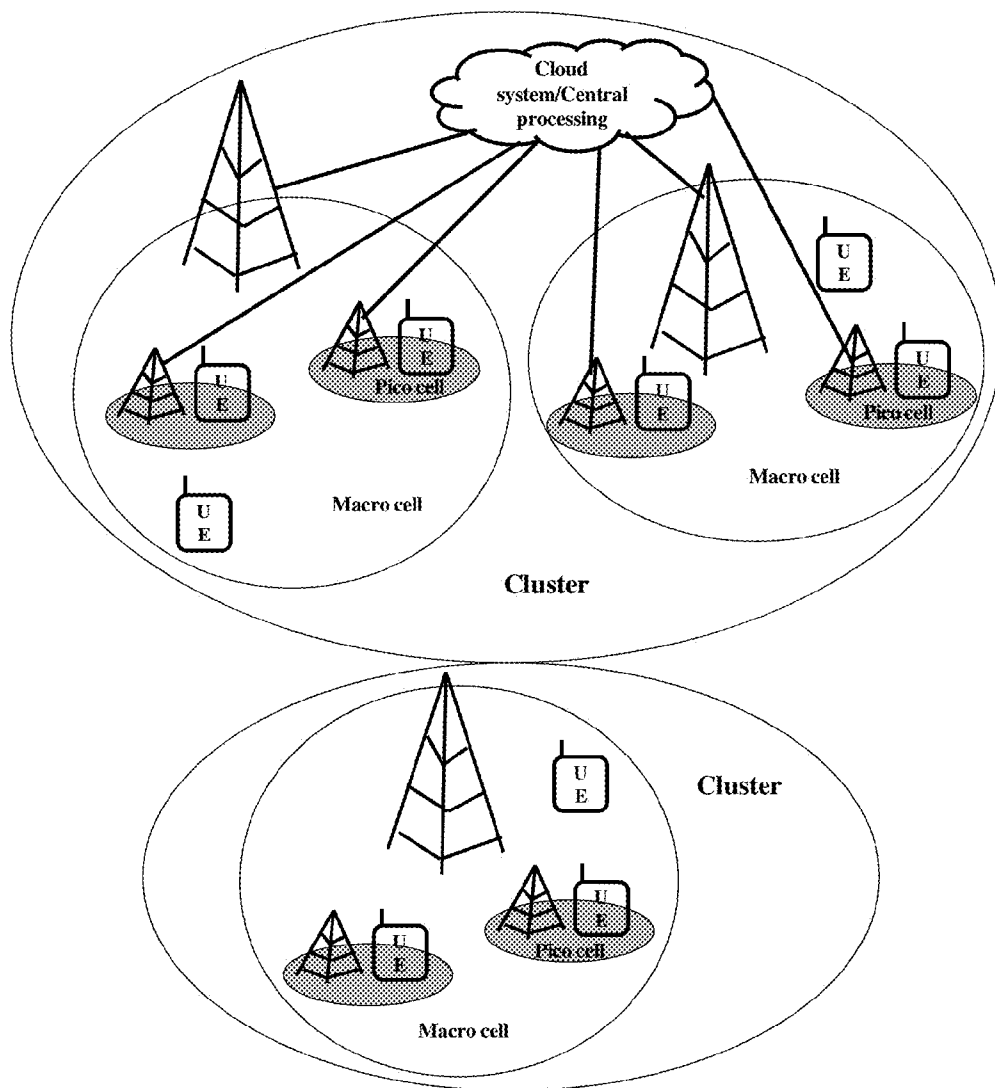 Cloud
system/Central
processing
U
E
U
E
Pico cell
U
E
U
E
U
E
Pico cell
Macro cell
U
E
Macro cell
Cluster
U
E
Cluster
U
E
Pico cell
U
E
Macro cell